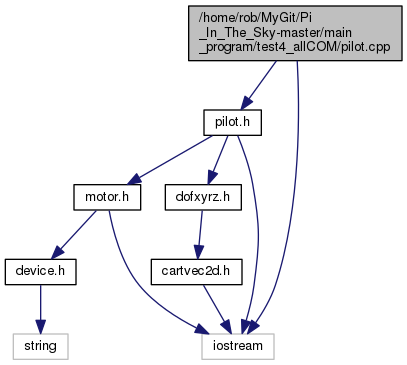 /home/rob/MyGit/Pi
_In_The_Sky-master/main
_program/test4_allCOM/pilot.cpp
pilot.h
motor.h
dofxyrz.h
device.h
cartvec2d.h
string
iostream